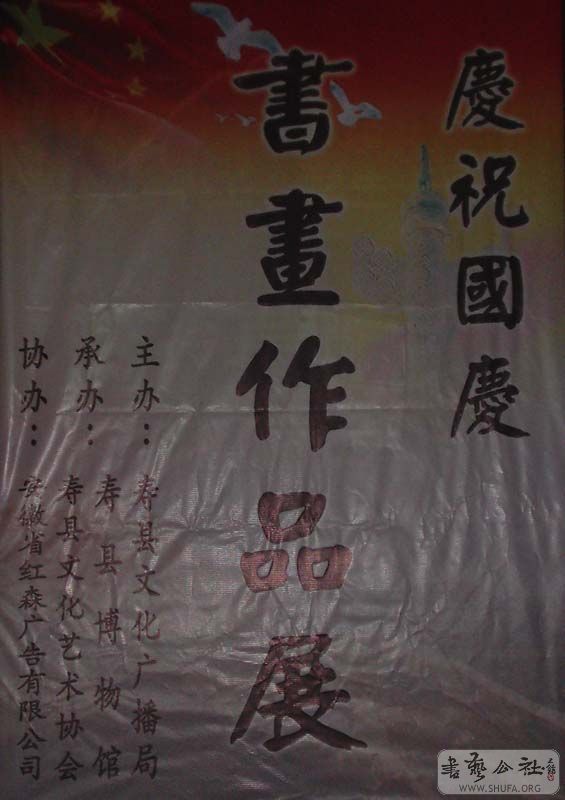 慶祝國慶
書畫作品展
主办：寿县文化广播局
承办：寿县博物馆
寿县文化艺术协会
协办：安徽省红森广告有限公司
書藝公社
WWW.SHUFA.ORG